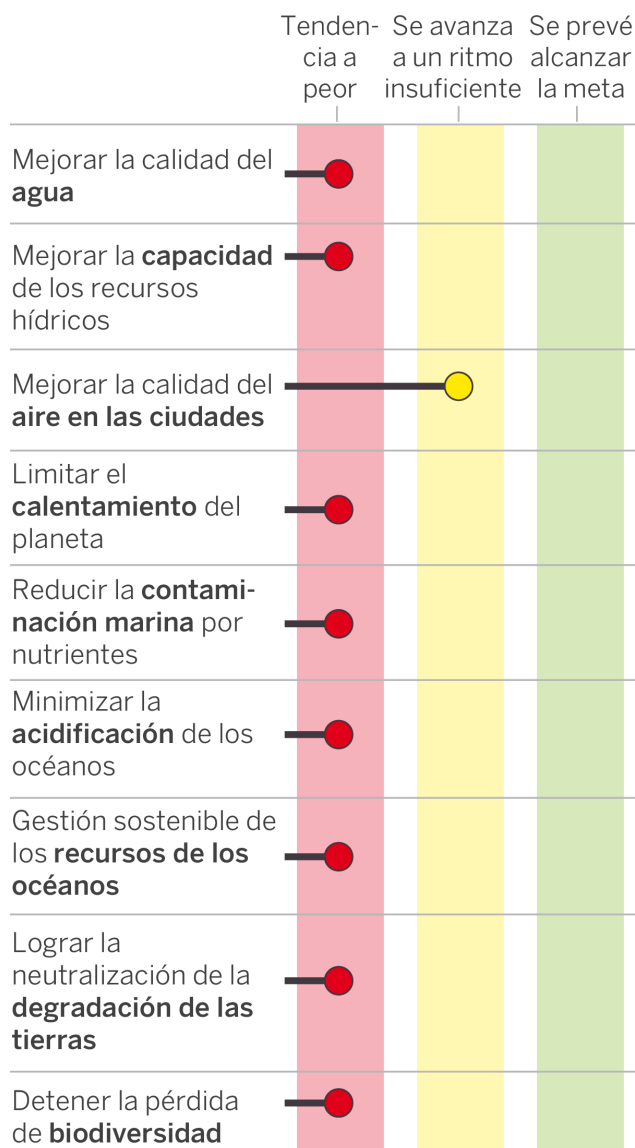 Tenden-
cia a
peor
Se avanza
a un ritmo
insuficiente
Se prevé
alcanzar
la meta
Mejorar la calidad del
agua
Mejorar la capacidad
de los recursos
hídricos
Mejorar la calidad del
aire en las ciudades
Limitar el
calentamiento del
planeta
Reducir la contami-
nación marina por
nutrientes
Minimizar la
acidificación de los
océanos
Gestión sostenible de
los recursos de los
océanos
Lograr la
neutralización de la
degradación de las
tierras
Detener la pérdida
de biodiversidad